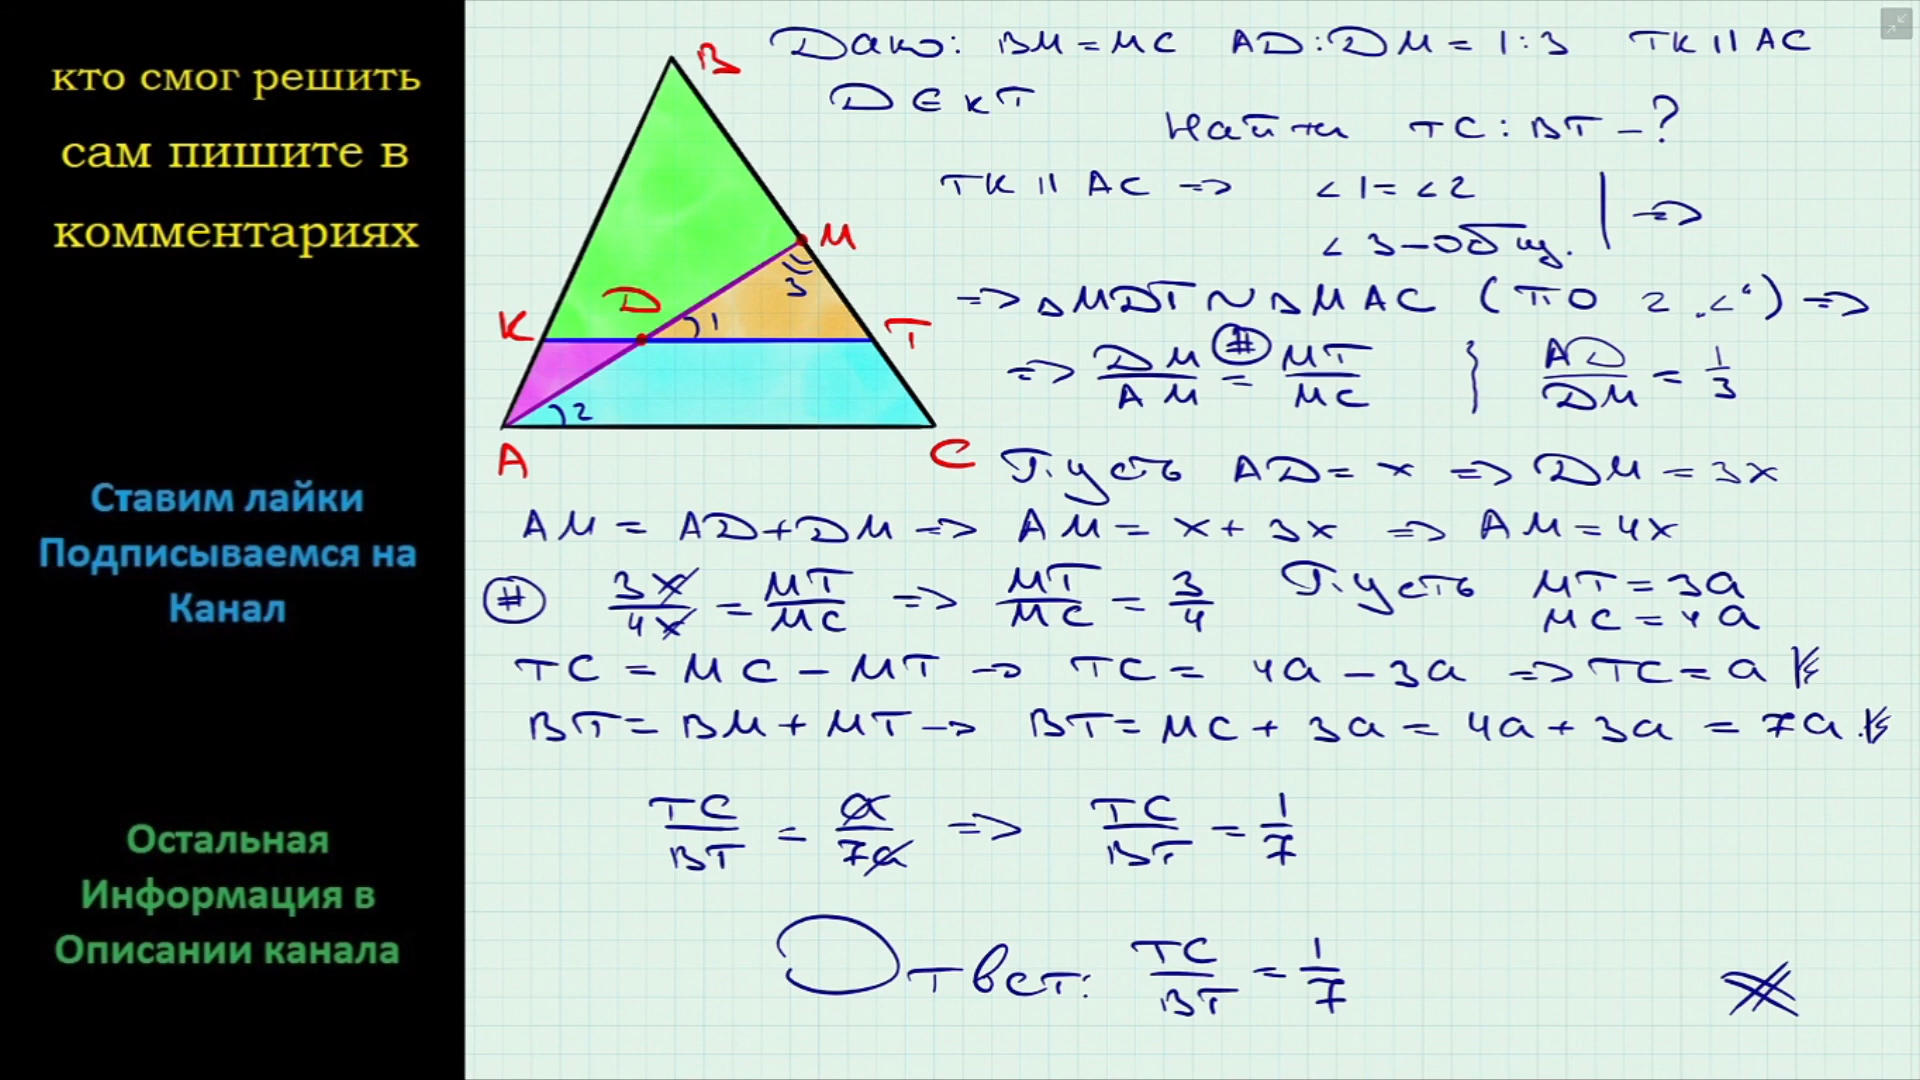 кто смог решить
сам пишите в
комментариях
Ставим лайки
Подписываемся на
Канал
Остальная
Информация в
Описании канала
Дано: BM = MC AD : DM = 1 : 3 TK || AC
D ∈ KT
Найти TC : BT - ?
TK || AC => ∠1 = ∠2
∠3 - общ. | =>
=> △MDT ~ △MAC (по 2 ∠) =>
=> DM/AM = (#) MT/MC } AD/DM = 1/3
B
M
3
D
K
1
T
2
A
C
Пусть AD = x => DM = 3x
AM = AD + DM => AM = x + 3x => AM = 4x
(#) 3x/4x = MT/MC => MT/MC = 3/4 Пусть MT = 3a
MC = 4a
TC = MC - MT -> TC = 4a - 3a => TC = a
BT = BM + MT -> BT = MC + 3a = 4a + 3a = 7a.
TC/BT = a/7a => TC/BT = 1/7
Ответ: TC/BT = 1/7